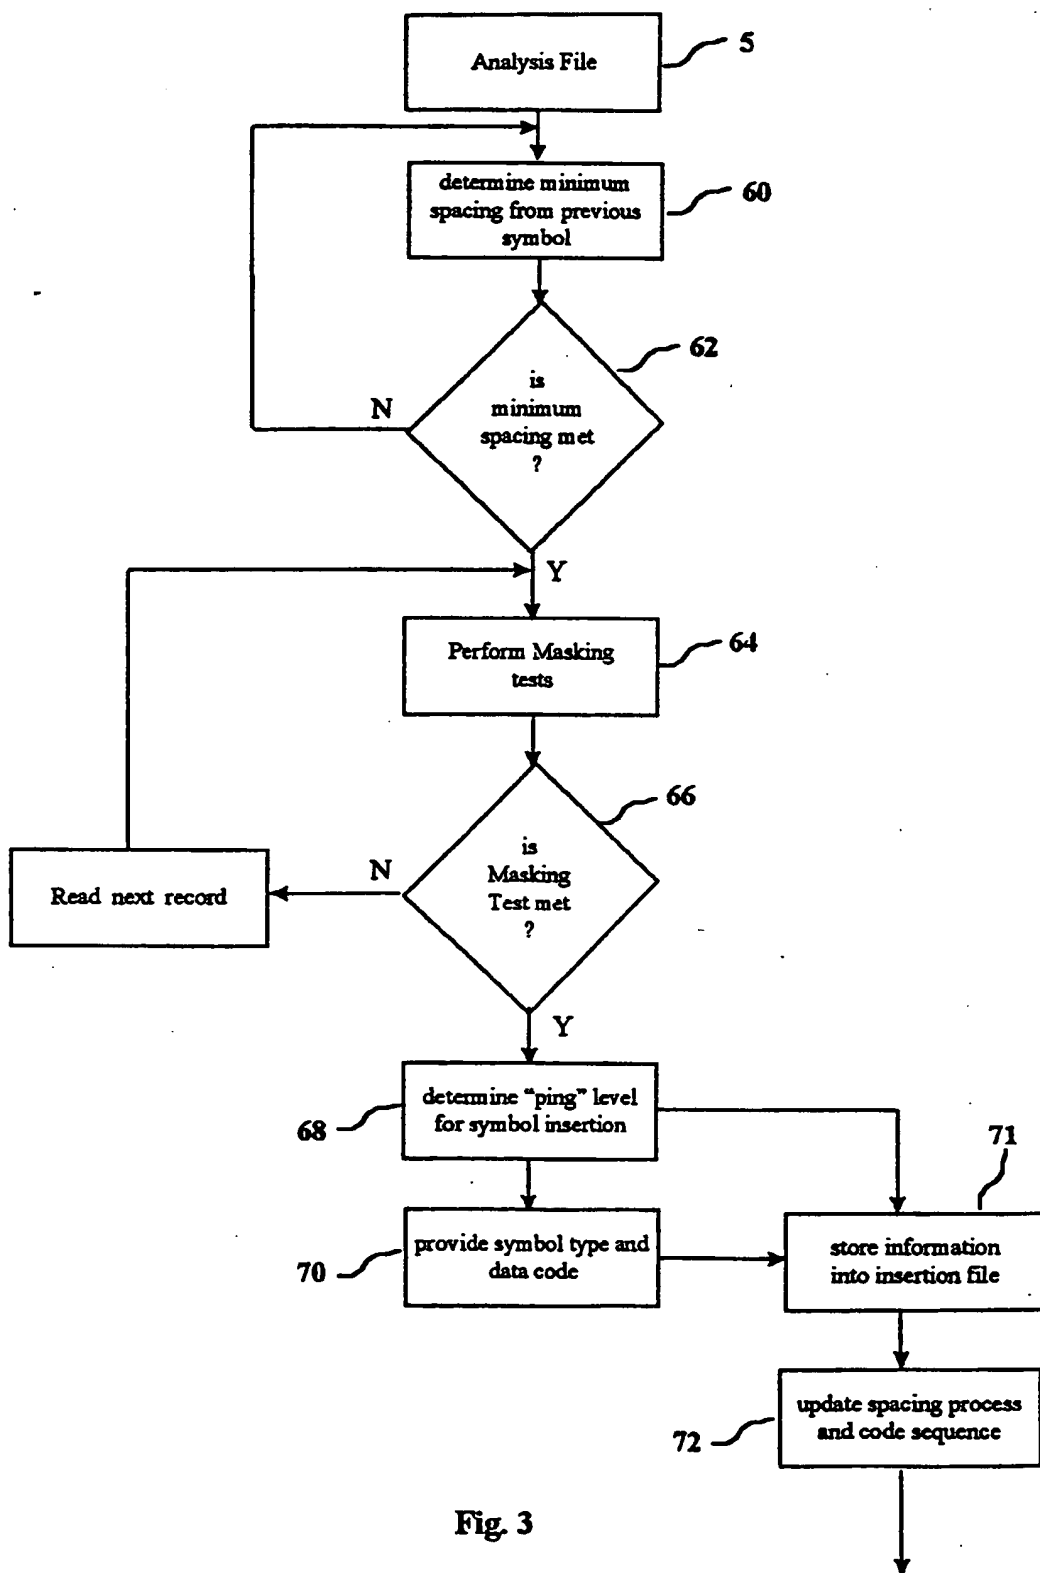 Analysis File
5
determine minimum
spacing from previous
symbol
60
62
is
minimum
spacing met
?
N
Y
Perform Masking
tests
64
66
is
Masking
Test met
?
N
Read next record
Y
determine "ping" level
for symbol insertion
68
71
provide symbol type and
data code
70
store information
into insertion file
update spacing process
and code sequence
72
Fig. 3